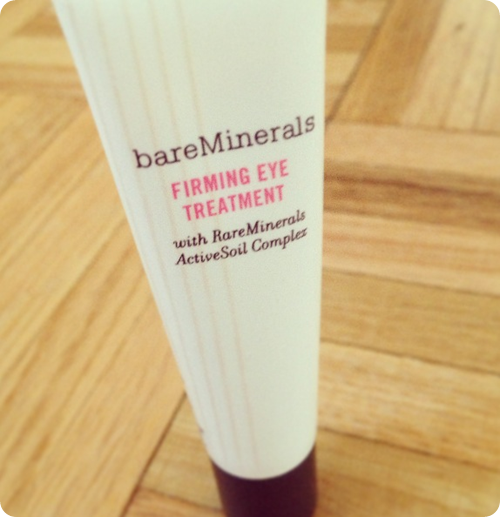 bareMinerals
FIRMING EYE
TREATMENT
with RareMinerals
ActiveSoil Complex